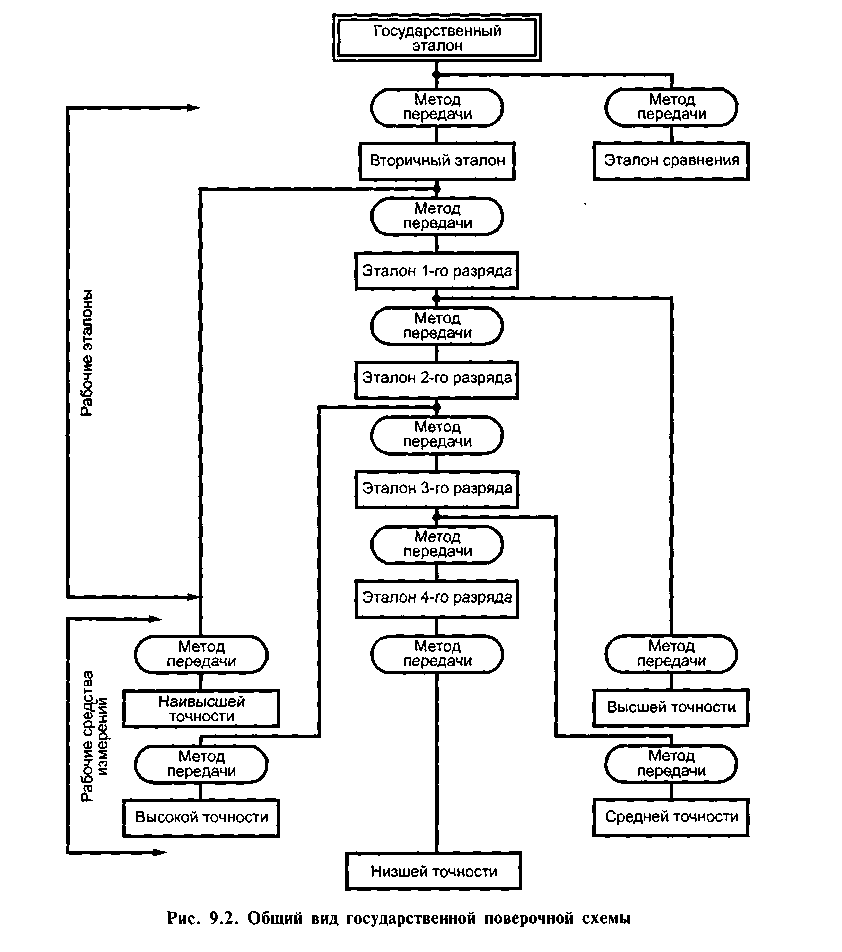 Государственный
эталон
Метод
передачи
Метод
передачи
Вторичный эталон
Эталон сравнения
Метод
передачи
Эталон 1-го разряда
Метод
передачи
Эталон 2-го разряда
Метод
передачи
Эталон 3-го разряда
Метод
передачи
Эталон 4-го разряда
Рабочие эталоны
Метод
передачи
Метод
передачи
Метод
передачи
Наивысшей
точности
Высшей точности
Рабочие средства
измерений
Метод
передачи
Метод
передачи
Высокой точности
Средней точности
Низшей точности
Рис. 9.2. Общий вид государственной поверочной схемы